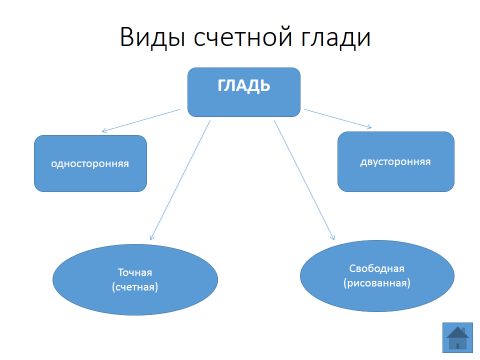 Виды счетной глади
ГЛАДЬ
односторонняя
двусторонняя
Точная
(счетная)
Свободная
(рисованная)